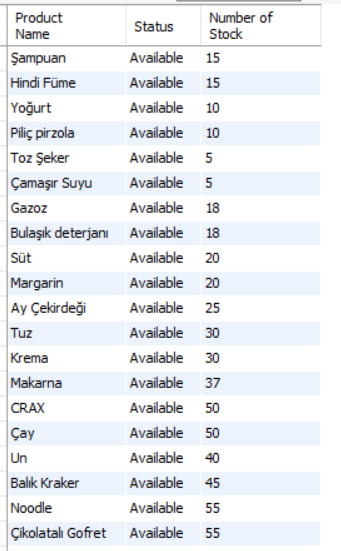 Product Name Status Number of Stock
Şampuan Available 15
Hindi Füme Available 15
Yoğurt Available 10
Piliç pirzola Available 10
Toz Şeker Available 5
Çamaşır Suyu Available 5
Gazoz Available 18
Bulaşık deterjanı Available 18
Süt Available 20
Margarin Available 20
Ay Çekirdeği Available 25
Tuz Available 30
Krema Available 30
Makarna Available 37
CRAX Available 50
Çay Available 50
Un Available 40
Balık Kraker Available 45
Noodle Available 55
Çikolatalı Gofret Available 55